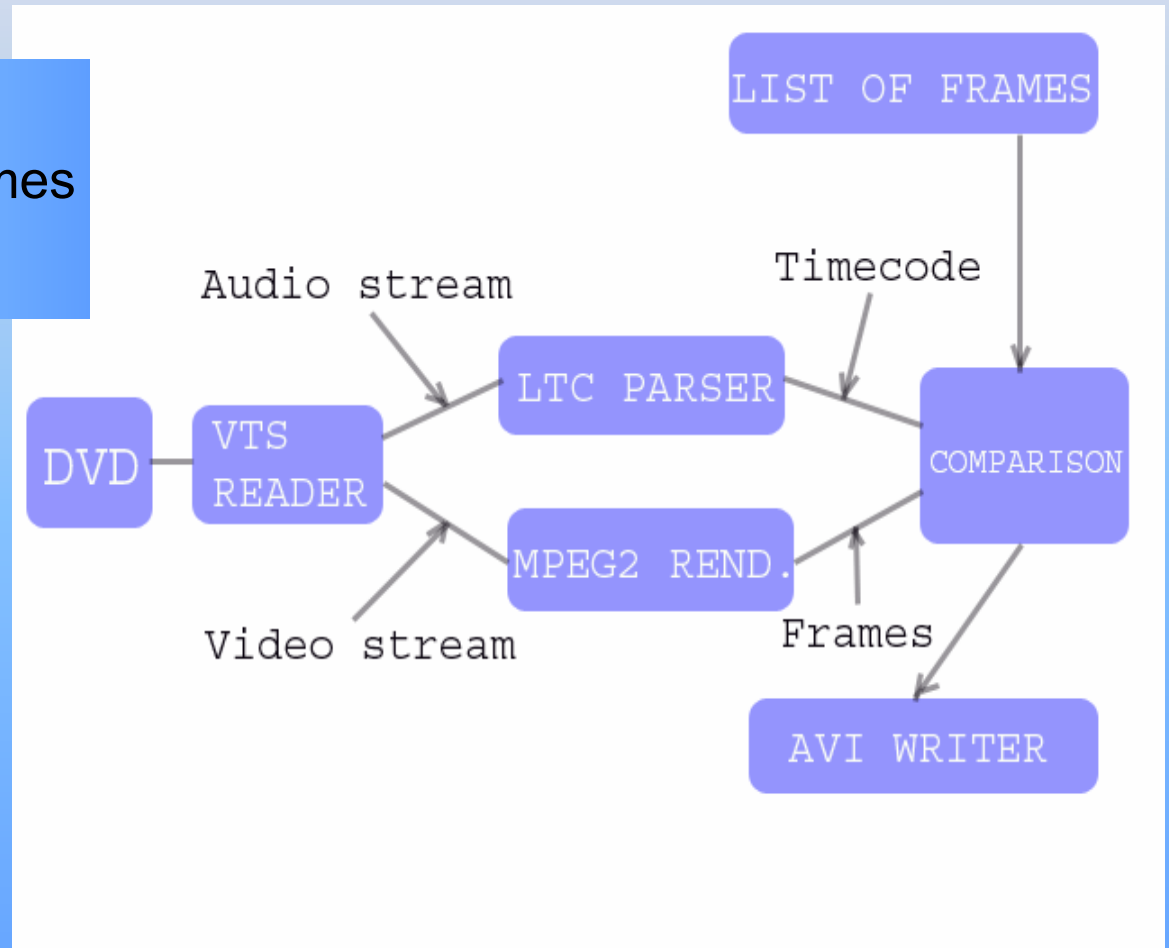 LIST OF FRAMES
mes
Audio stream
Timecode
LTC PARSER
DVD
VTS
READER
COMPARISON
MPEG2 REND.
Video stream
Frames
AVI WRITER